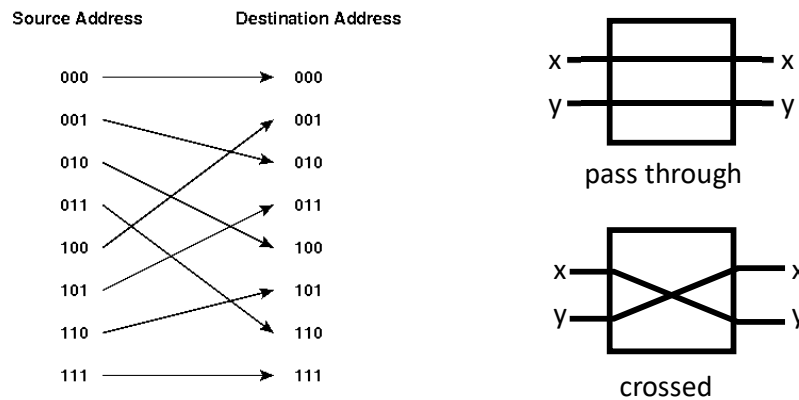 Source Address Destination Address
000 000
001 001
010 010
011 011
100 100
101 101
110 110
111 111
x x
y y
pass through
x x
y y
crossed